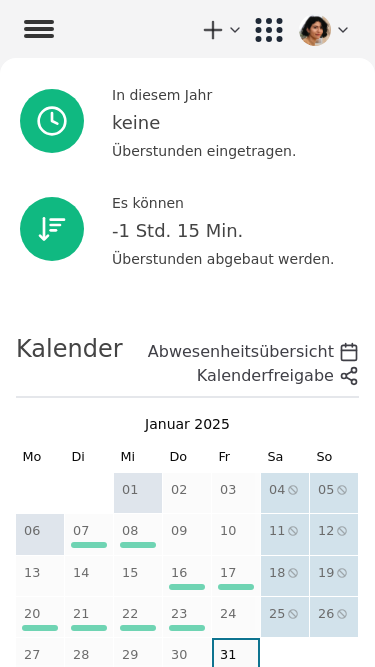 In diesem Jahr
keine
Überstunden eingetragen.
Es können
-1 Std. 15 Min.
Überstunden abgebaut werden.
Kalender
Abwesenheitsübersicht
Kalenderfreigabe
Januar 2025
Mo Di Mi Do Fr Sa So
01 02 03 04 05
06 07 08 09 10 11 12
13 14 15 16 17 18 19
20 21 22 23 24 25 26
27 28 29 30 31